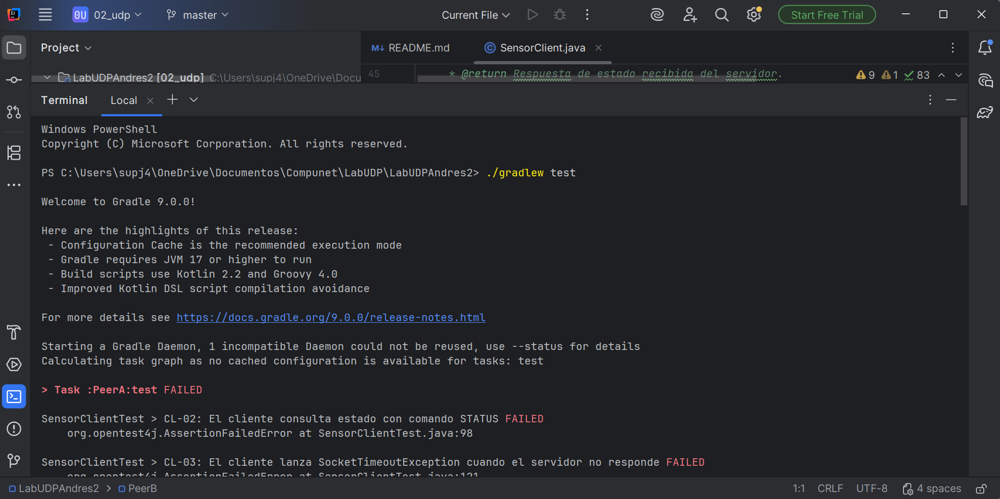 0U 02_udp master Current File Start Free Trial
Project
M↓ README.md
SensorClient.java
LabUDPAndres2 [02_udp] C:\Users\supj4\OneDrive\Docu
45 * @return Respuesta de estado recibida del servidor.
9 1 83
Terminal Local
Windows PowerShell
Copyright (C) Microsoft Corporation. All rights reserved.
PS C:\Users\supj4\OneDrive\Documentos\Compunet\LabUDP\LabUDPAndres2> ./gradlew test
Welcome to Gradle 9.0.0!
Here are the highlights of this release:
- Configuration Cache is the recommended execution mode
- Gradle requires JVM 17 or higher to run
- Build scripts use Kotlin 2.2 and Groovy 4.0
- Improved Kotlin DSL script compilation avoidance
For more details see https://docs.gradle.org/9.0.0/release-notes.html
Starting a Gradle Daemon, 1 incompatible Daemon could not be reused, use --status for details
Calculating task graph as no cached configuration is available for tasks: test
> Task :PeerA:test FAILED
SensorClientTest > CL-02: El cliente consulta estado con comando STATUS FAILED
org.opentest4j.AssertionFailedError at SensorClientTest.java:98
SensorClientTest > CL-03: El cliente lanza SocketTimeoutException cuando el servidor no responde FAILED
org.opentest4j.AssertionFailedError at SensorClientTest.java:121
LabUDPAndres2 > PeerB
1:1 CRLF UTF-8 4 spaces